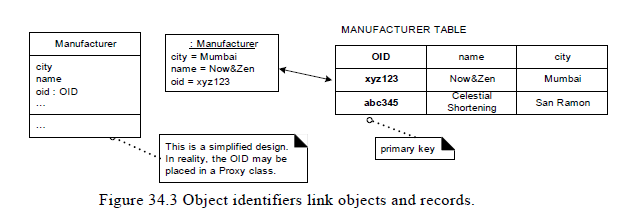 MANUFACTURER TABLE
Manufacturer
city
name
oid : OID
...
...
: Manufacturer
city = Mumbai
name = Now&Zen
oid = xyz123
OID name city
xyz123 Now&Zen Mumbai
abc345 Celestial Shortening San Ramon
This is a simplified design.
In reality, the OID may be
placed in a Proxy class.
primary key
Figure 34.3 Object identifiers link objects and records.